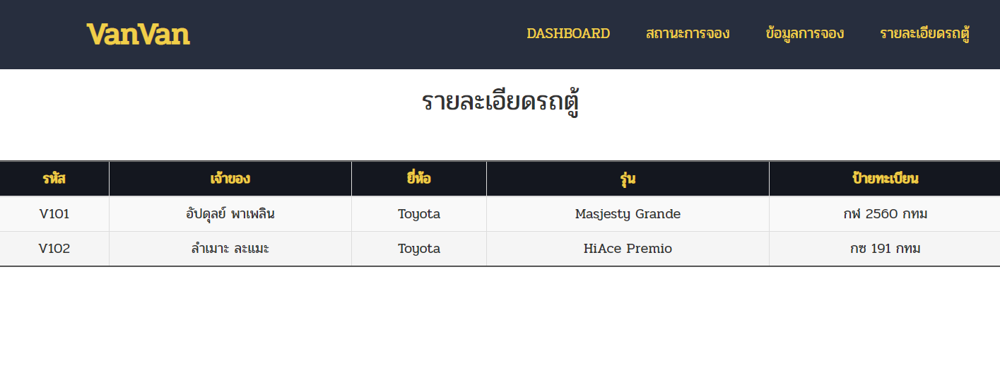 VanVan DASHBOARD สถานะการจอง ข้อมูลการจอง รายละเอียดรถตู้
รายละเอียดรถตู้
รหัส เจ้าของ ยี่ห้อ รุ่น ป้ายทะเบียน
V101 อัปดุลย์ พาเพลิน Toyota Masjesty Grande กฬ 2560 กทม
V102 ลำเมาะ ละแมะ Toyota HiAce Premio กซ 191 กทม